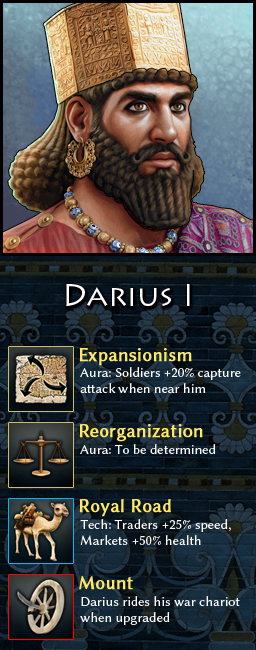 Darius I
Expansionism
Aura: Soldiers +20% capture
attack when near him
Reorganization
Aura: To be determined
Royal Road
Tech: Traders +25% speed,
Markets +50% health
Mount
Darius rides his war chariot
when upgraded